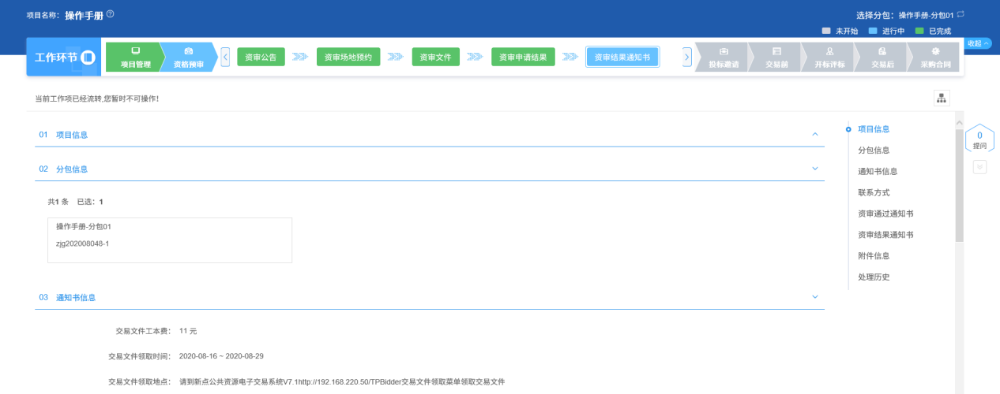 项目名称： 操作手册
选择分包： 操作手册-分包01
未开始 进行中 已完成
收起
工作环节 项目管理 资格预审 资审公告 资审场地预约 资审文件 资审申请结果 资审结果通知书 投标邀请 交易前 开标评标 交易后 采购合同
当前工作项已经流转,您暂时不可操作!
01 项目信息
02 分包信息
共1 条 已选：1
操作手册-分包01
zjg202008048-1
03 通知书信息
交易文件工本费： 11 元
交易文件领取时间： 2020-08-16 ~ 2020-08-29
交易文件领取地点： 请到新点公共资源电子交易系统V7.1http://192.168.220.50/TPBidder交易文件领取菜单领取交易文件
项目信息
分包信息
通知书信息
联系方式
资审通过通知书
资审结果通知书
附件信息
处理历史
0
提问